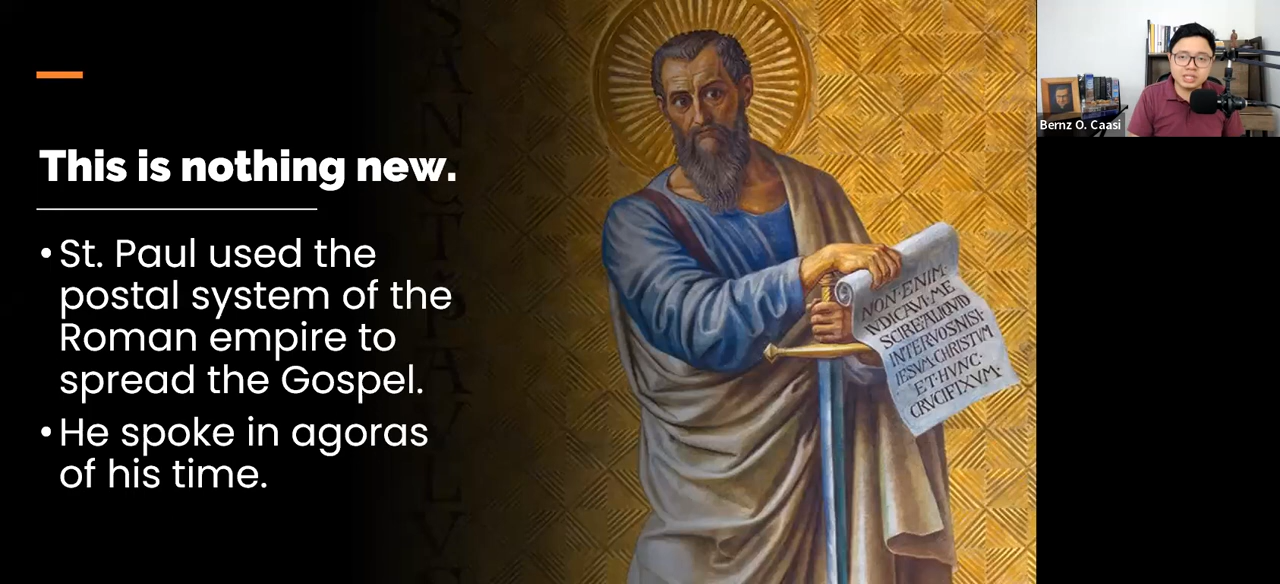 This is nothing new.
• St. Paul used the
postal system of the
Roman empire to
spread the Gospel.
• He spoke in agoras
of his time.
SANCT PAVLV
NON·ENIM·
IVDICAVI·ME
SCIRE·ALIQVID
INTER·VOS·NISI·
IESVM·CHRISTVM
·ET·HVNC·
CRVCIFIXVM·
Bernz O. Caasi